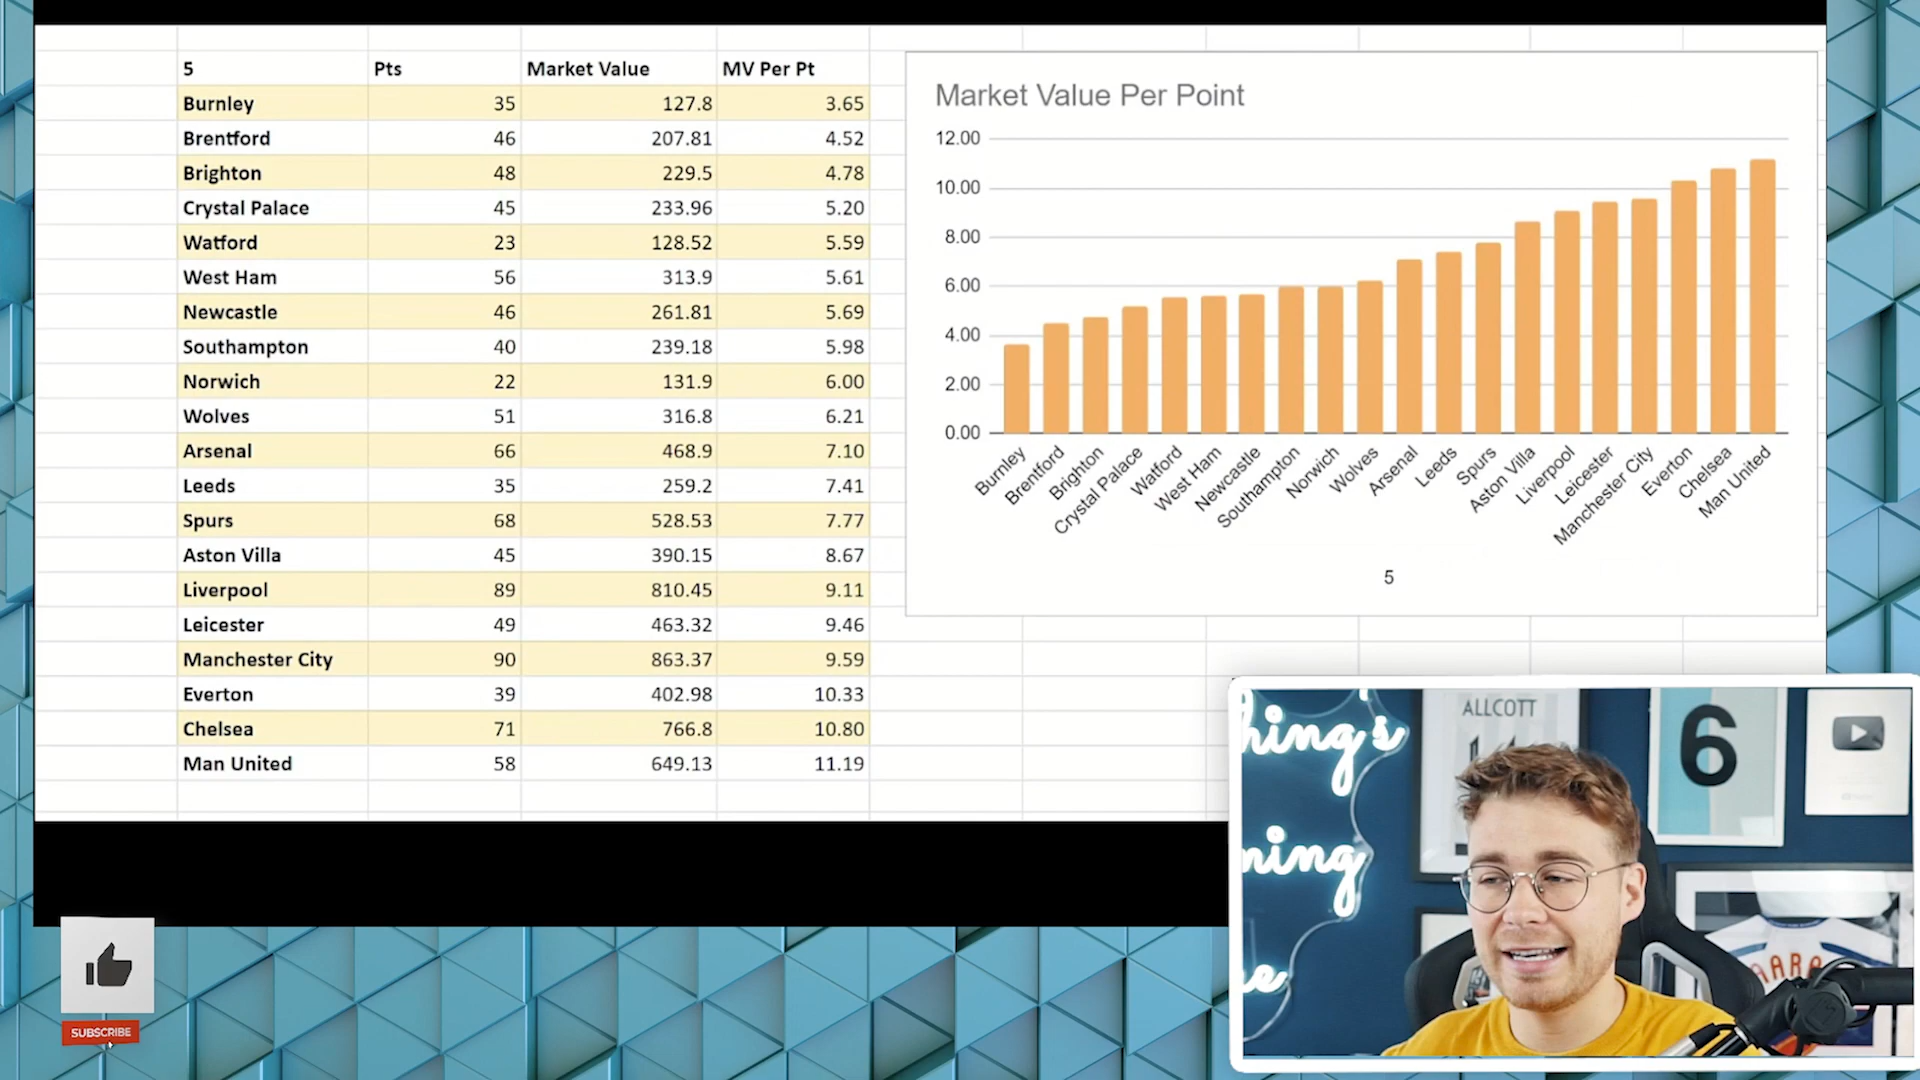 5 Pts Market Value MV Per Pt
Burnley 35 127.8 3.65
Brentford 46 207.81 4.52
Brighton 48 229.5 4.78
Crystal Palace 45 233.96 5.20
Watford 23 128.52 5.59
West Ham 56 313.9 5.61
Newcastle 46 261.81 5.69
Southampton 40 239.18 5.98
Norwich 22 131.9 6.00
Wolves 51 316.8 6.21
Arsenal 66 468.9 7.10
Leeds 35 259.2 7.41
Spurs 68 528.53 7.77
Aston Villa 45 390.15 8.67
Liverpool 89 810.45 9.11
Leicester 49 463.32 9.46
Manchester City 90 863.37 9.59
Everton 39 402.98 10.33
Chelsea 71 766.8 10.80
Man United 58 649.13 11.19
Market Value Per Point
12.00
10.00
8.00
6.00
4.00
2.00
0.00
Burnley
Brentford
Brighton
Crystal Palace
Watford
West Ham
Newcastle
Southampton
Norwich
Wolves
Arsenal
Leeds
Spurs
Aston Villa
Liverpool
Leicester
Manchester City
Everton
Chelsea
Man United
5
hing's
ning
e
ALLCOTT
6
SUBSCRIBE